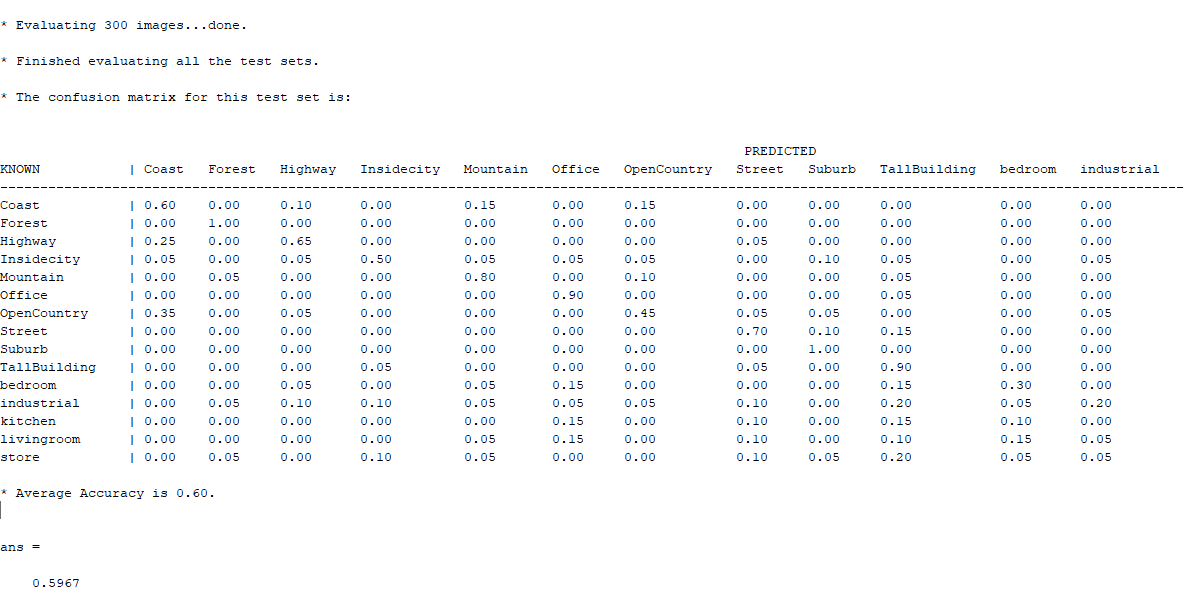 * Evaluating 300 images...done.
* Finished evaluating all the test sets.
* The confusion matrix for this test set is:
PREDICTED
KNOWN | Coast Forest Highway Insidecity Mountain Office OpenCountry Street Suburb TallBuilding bedroom industrial
Coast | 0.60 0.00 0.10 0.00 0.15 0.00 0.15 0.00 0.00 0.00 0.00 0.00
Forest | 0.00 1.00 0.00 0.00 0.00 0.00 0.00 0.00 0.00 0.00 0.00 0.00
Highway | 0.25 0.00 0.65 0.00 0.00 0.00 0.00 0.05 0.00 0.00 0.00 0.00
Insidecity | 0.05 0.00 0.05 0.50 0.05 0.05 0.05 0.00 0.10 0.05 0.00 0.05
Mountain | 0.00 0.05 0.00 0.00 0.80 0.00 0.10 0.00 0.00 0.05 0.00 0.00
Office | 0.00 0.00 0.00 0.00 0.00 0.90 0.00 0.00 0.00 0.05 0.00 0.00
OpenCountry | 0.35 0.00 0.05 0.00 0.00 0.00 0.45 0.05 0.05 0.00 0.00 0.05
Street | 0.00 0.00 0.00 0.00 0.00 0.00 0.00 0.70 0.10 0.15 0.00 0.00
Suburb | 0.00 0.00 0.00 0.00 0.00 0.00 0.00 0.00 1.00 0.00 0.00 0.00
TallBuilding | 0.00 0.00 0.00 0.05 0.00 0.00 0.00 0.05 0.00 0.90 0.00 0.00
bedroom | 0.00 0.00 0.05 0.00 0.05 0.15 0.00 0.00 0.00 0.15 0.30 0.00
industrial | 0.00 0.05 0.10 0.10 0.05 0.05 0.05 0.10 0.00 0.20 0.05 0.20
kitchen | 0.00 0.00 0.00 0.00 0.00 0.15 0.00 0.10 0.00 0.15 0.10 0.00
livingroom | 0.00 0.00 0.00 0.00 0.05 0.15 0.00 0.10 0.00 0.10 0.15 0.05
store | 0.00 0.05 0.00 0.10 0.05 0.00 0.00 0.10 0.05 0.20 0.05 0.05
* Average Accuracy is 0.60.
ans =
0.5967